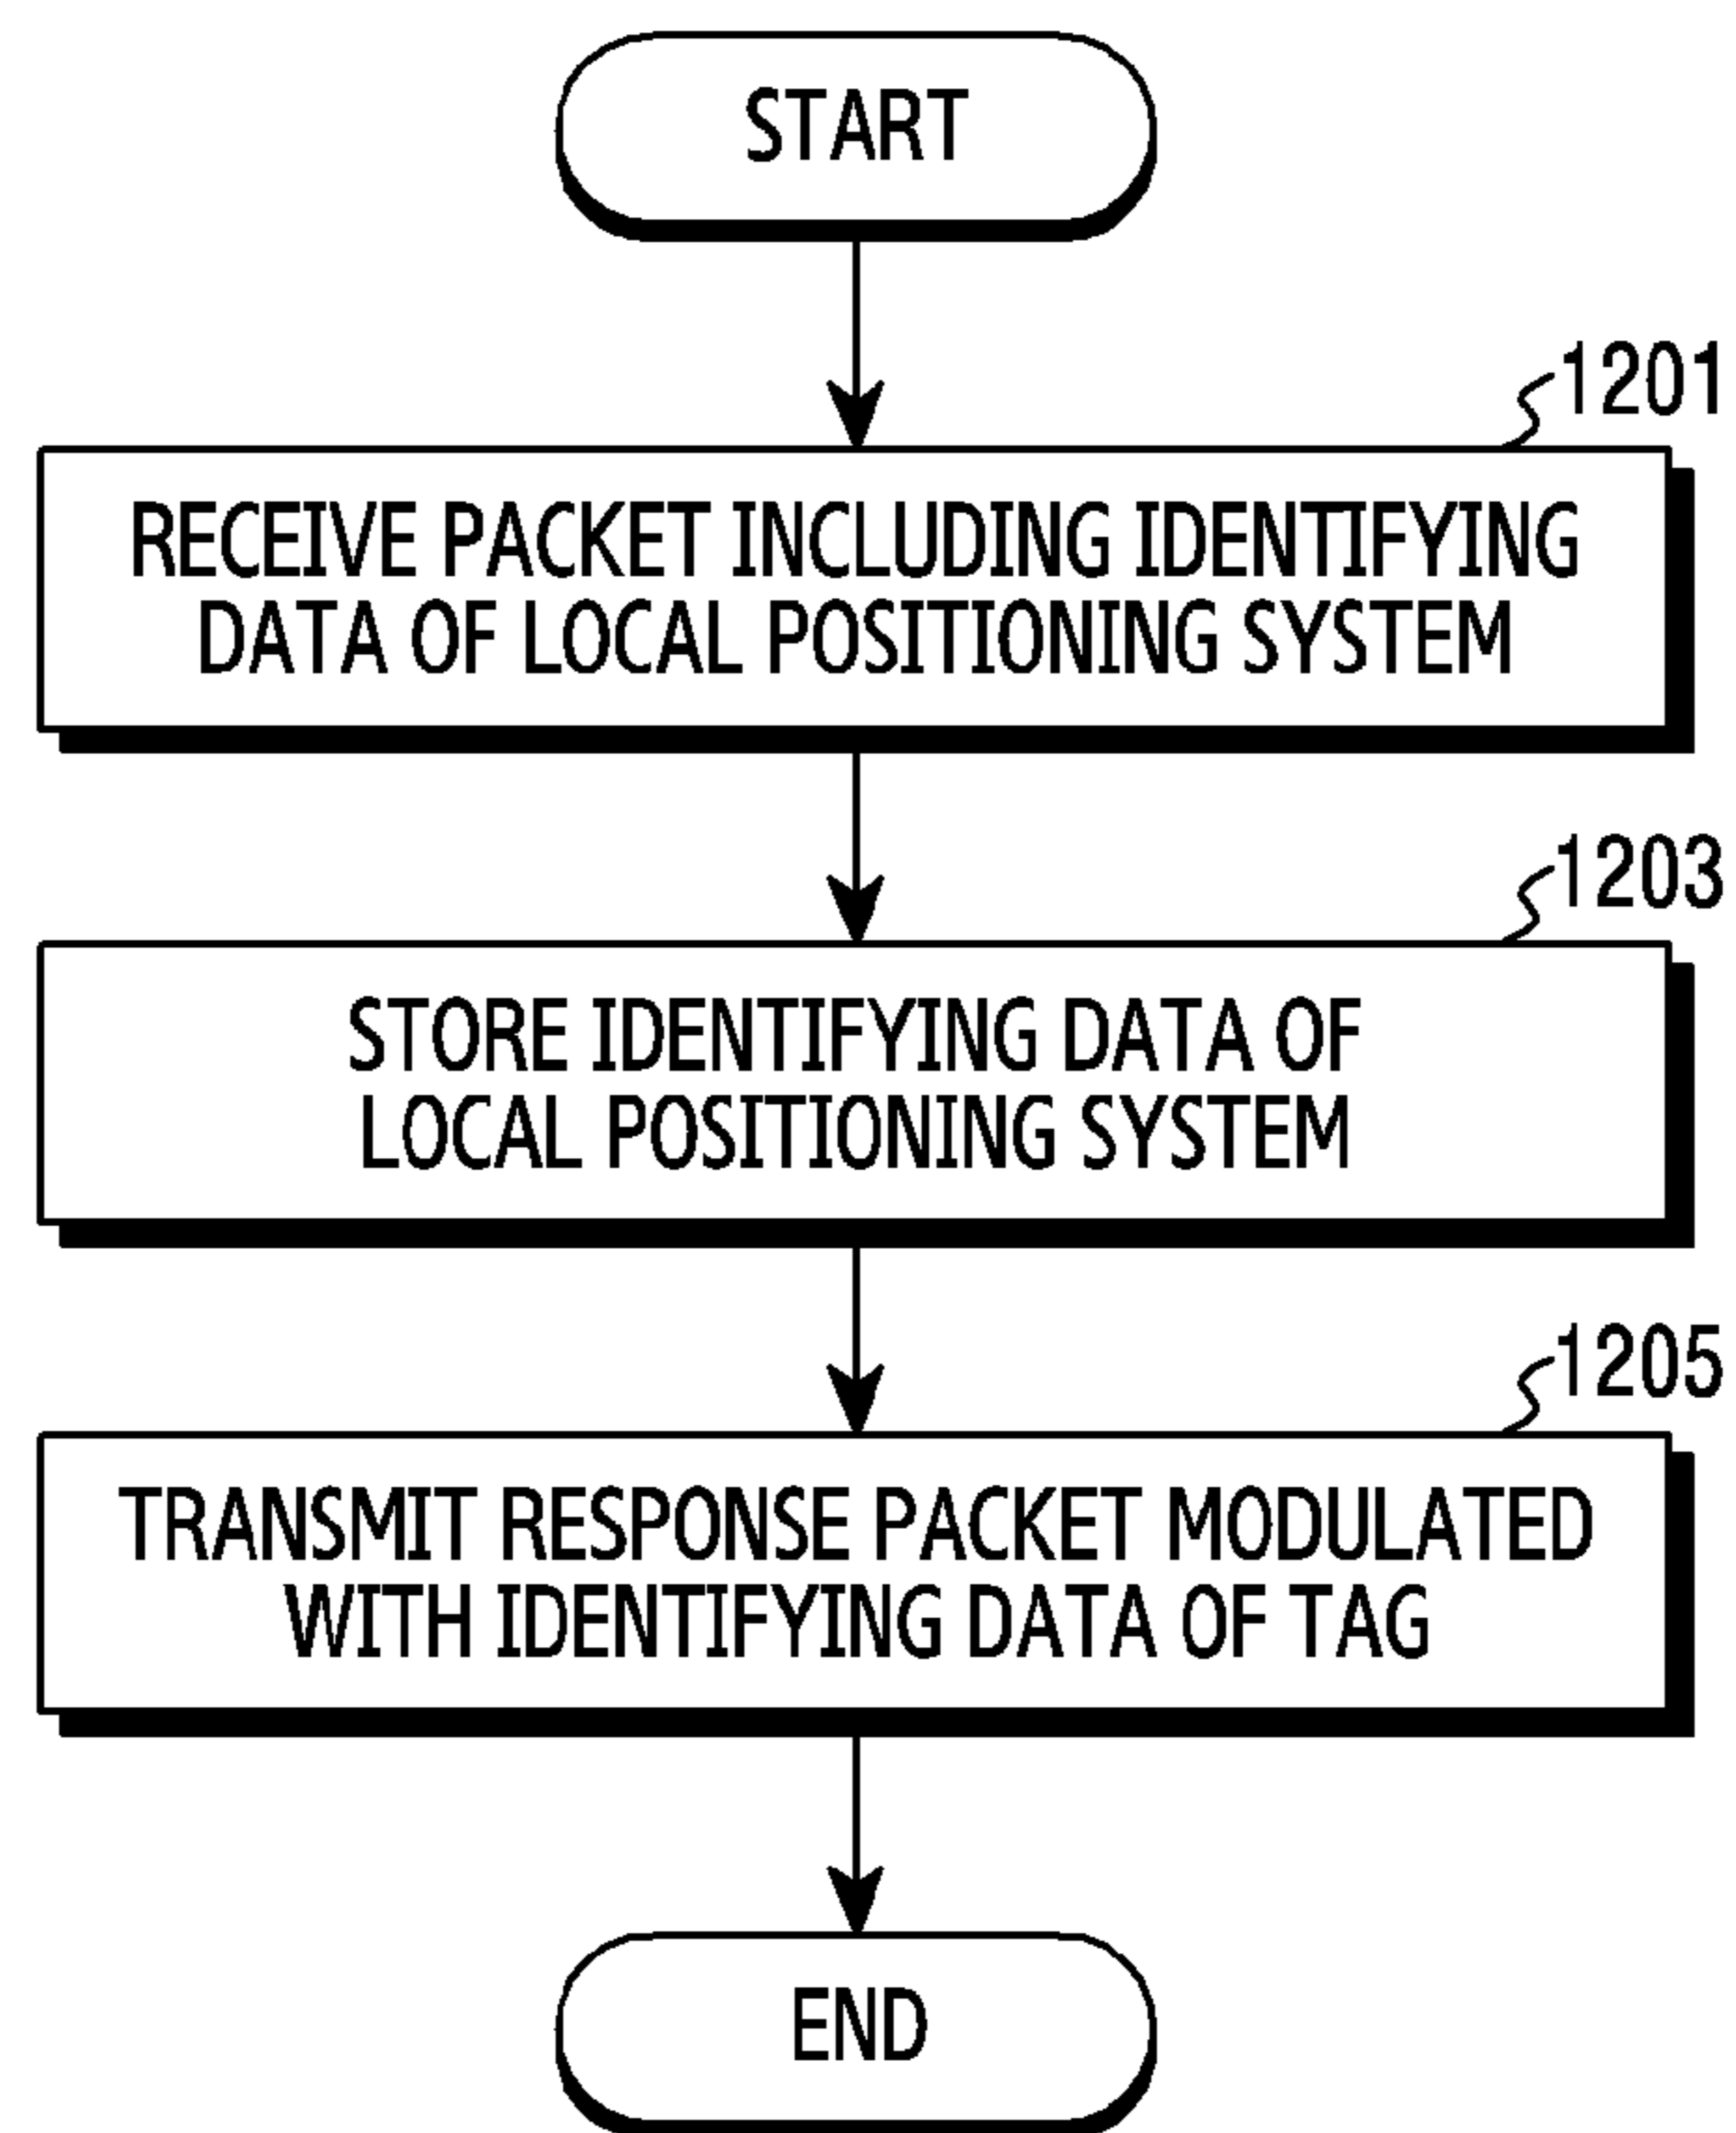 START
1201
RECEIVE PACKET INCLUDING IDENTIFYING
DATA OF LOCAL POSITIONING SYSTEM
1203
STORE IDENTIFYING DATA OF
LOCAL POSITIONING SYSTEM
1205
TRANSMIT RESPONSE PACKET MODULATED
WITH IDENTIFYING DATA OF TAG
END